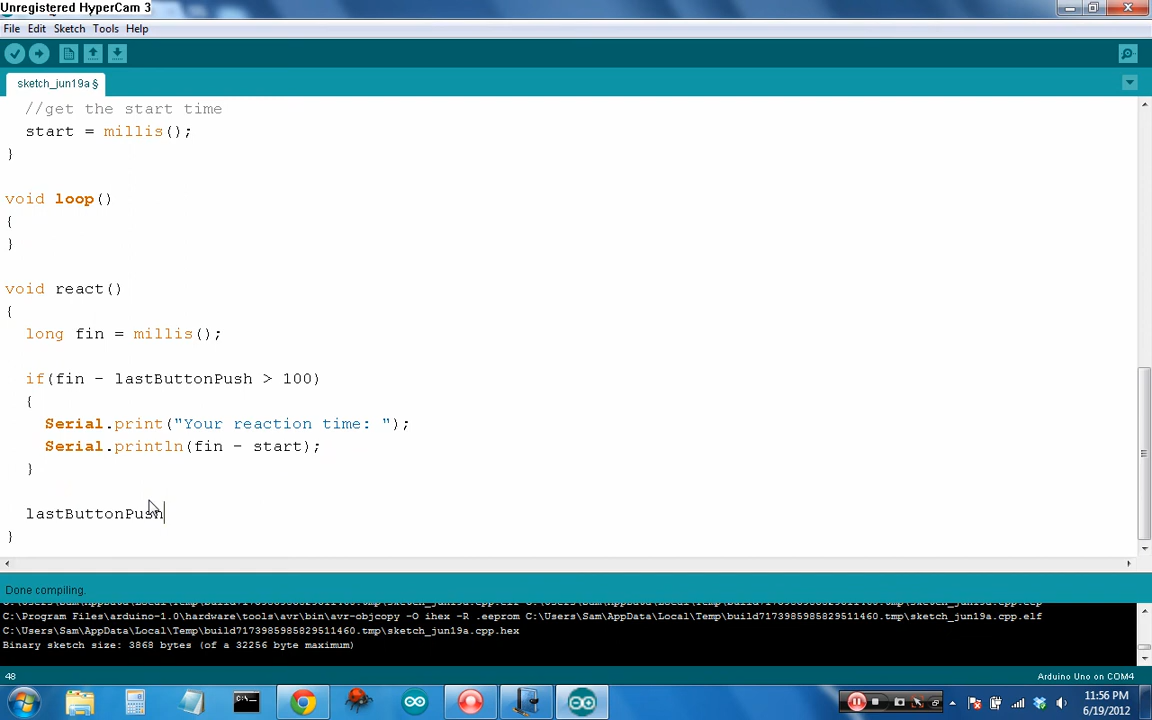 Unregistered HyperCam 3
File Edit Sketch Tools Help
sketch_jun19a §
//get the start time
start = millis();
}
void loop()
{
}
void react()
{
long fin = millis();
if(fin - lastButtonPush > 100)
{
Serial.print("Your reaction time: ");
Serial.println(fin - start);
}
lastButtonPush
}
Done compiling.
C:\Program Files\arduino-1.0\hardware\tools\avr\bin\avr-objcopy -O ihex -R .eeprom C:\Users\Sam\AppData\Local\Temp\build7173985985829511460.tmp\sketch_jun19a.cpp.elf
C:\Users\Sam\AppData\Local\Temp\build7173985985829511460.tmp\sketch_jun19a.cpp.hex
Binary sketch size: 3868 bytes (of a 32256 byte maximum)
48
Arduino Uno on COM4
11:56 PM
6/19/2012